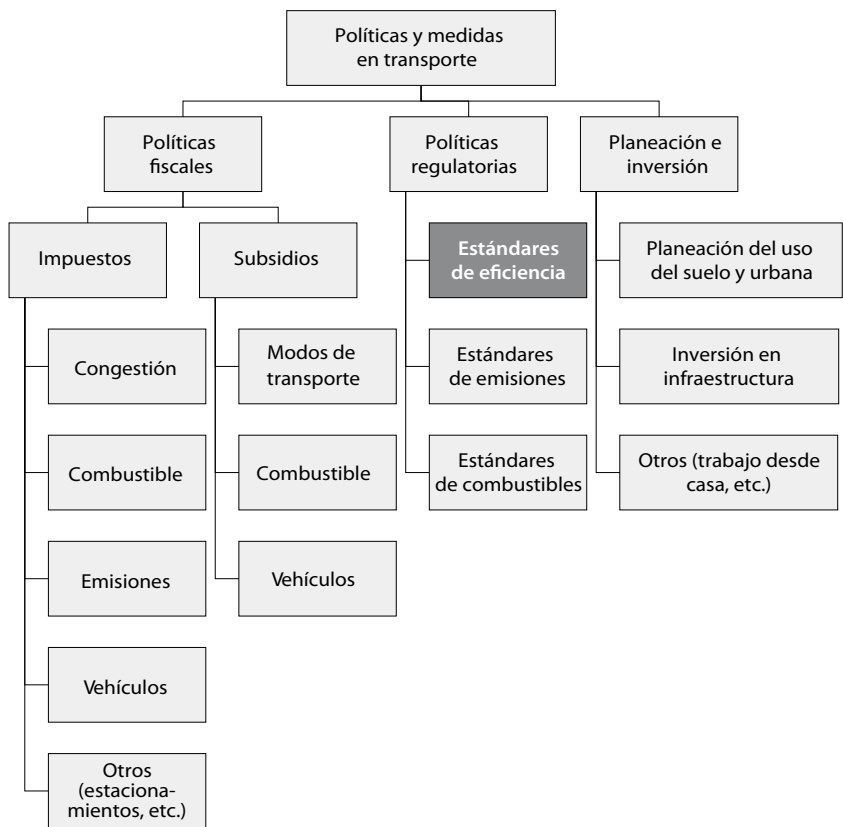 Políticas y medidas
en transporte
Políticas
fiscales
Políticas
regulatorias
Planeación e
inversión
Impuestos
Subsidios
Estándares
de eficiencia
Planeación del uso
del suelo y urbana
Congestión
Modos de
transporte
Estándares
de emisiones
Inversión en
infraestructura
Combustible
Combustible
Estándares
de combustibles
Otros (trabajo desde
casa, etc.)
Emisiones
Vehículos
Vehículos
Otros
(estaciona-
mientos, etc.)